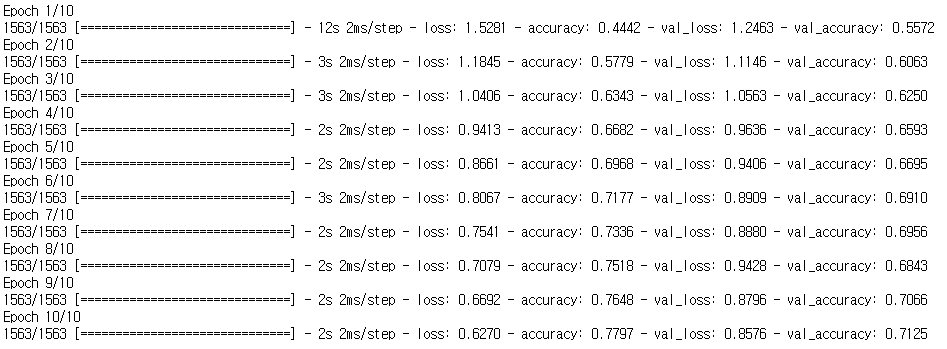 Epoch 1/10
1563/1563 [==============================] - 12s 2ms/step - loss: 1.5281 - accuracy: 0.4442 - val_loss: 1.2463 - val_accuracy: 0.5572
Epoch 2/10
1563/1563 [==============================] - 3s 2ms/step - loss: 1.1845 - accuracy: 0.5779 - val_loss: 1.1146 - val_accuracy: 0.6063
Epoch 3/10
1563/1563 [==============================] - 3s 2ms/step - loss: 1.0406 - accuracy: 0.6343 - val_loss: 1.0563 - val_accuracy: 0.6250
Epoch 4/10
1563/1563 [==============================] - 2s 2ms/step - loss: 0.9413 - accuracy: 0.6682 - val_loss: 0.9636 - val_accuracy: 0.6593
Epoch 5/10
1563/1563 [==============================] - 2s 2ms/step - loss: 0.8661 - accuracy: 0.6968 - val_loss: 0.9406 - val_accuracy: 0.6695
Epoch 6/10
1563/1563 [==============================] - 3s 2ms/step - loss: 0.8067 - accuracy: 0.7177 - val_loss: 0.8909 - val_accuracy: 0.6910
Epoch 7/10
1563/1563 [==============================] - 2s 2ms/step - loss: 0.7541 - accuracy: 0.7336 - val_loss: 0.8880 - val_accuracy: 0.6956
Epoch 8/10
1563/1563 [==============================] - 2s 2ms/step - loss: 0.7079 - accuracy: 0.7518 - val_loss: 0.9428 - val_accuracy: 0.6843
Epoch 9/10
1563/1563 [==============================] - 2s 2ms/step - loss: 0.6692 - accuracy: 0.7648 - val_loss: 0.8796 - val_accuracy: 0.7066
Epoch 10/10
1563/1563 [==============================] - 2s 2ms/step - loss: 0.6270 - accuracy: 0.7797 - val_loss: 0.8576 - val_accuracy: 0.7125